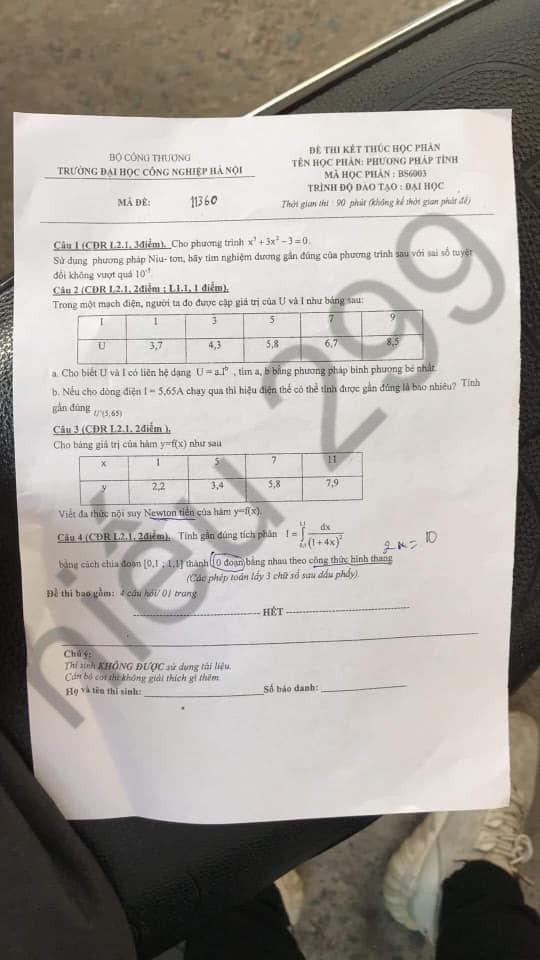 BỘ CÔNG THƯƠNG
TRƯỜNG ĐẠI HỌC CÔNG NGHIỆP HÀ NỘI
MÃ ĐỀ: 11360
ĐỀ THI KẾT THÚC HỌC PHẦN
TÊN HỌC PHẦN: PHƯƠNG PHÁP TÍNH
MÃ HỌC PHẦN : BS6003
TRÌNH ĐỘ ĐÀO TẠO : ĐẠI HỌC
Thời gian thi : 90 phút (không kể thời gian phát đề)
Câu 1 (CĐR L2.1, 3điểm). Cho phương trình x³ + 3x² − 3 = 0.
Sử dụng phương pháp Niu- tơn, hãy tìm nghiệm dương gần đúng của phương trình sau với sai số tuyệt
đối không vượt quá 10⁻⁵.
Câu 2 (CĐR L2.1, 2điểm ; L1.1, 1 điểm).
Trong một mạch điện, người ta đo được cặp giá trị của U và I như bảng sau:
I 1 3 5 7 9
U 3,7 4,3 5,8 6,7 8,5
a. Cho biết U và I có liên hệ dạng U = a.Iᵇ , tìm a, b bằng phương pháp bình phương bé nhất.
b. Nếu cho dòng điện I = 5,65A chạy qua thì hiệu điện thế có thể tính được gần đúng là bao nhiêu? Tính
gần đúng U'(5,65)
Câu 3 (CĐR L2.1, 2điểm ).
Cho bảng giá trị của hàm y=f(x) như sau
x 1 5 7 11
y 2,2 3,4 5,8 7,9
Viết đa thức nội suy Newton tiến của hàm y=f(x).
Câu 4 (CĐR L2.1, 2điểm). Tính gần đúng tích phân I = ∫ 0,1 1,1 dx/(1+4x)²
2n = 10
bằng cách chia đoạn [0,1 ; 1,1] thành 10 đoạn bằng nhau theo công thức hình thang
(Các phép toán lấy 3 chữ số sau dấu phẩy).
Đề thi bao gồm: 4 câu hỏi/ 01 trang
HẾT
Chú ý:
Thí sinh KHÔNG ĐƯỢC sử dụng tài liệu.
Cán bộ coi thi không giải thích gì thêm.
Họ và tên thí sinh: Số báo danh:
hiếu 299